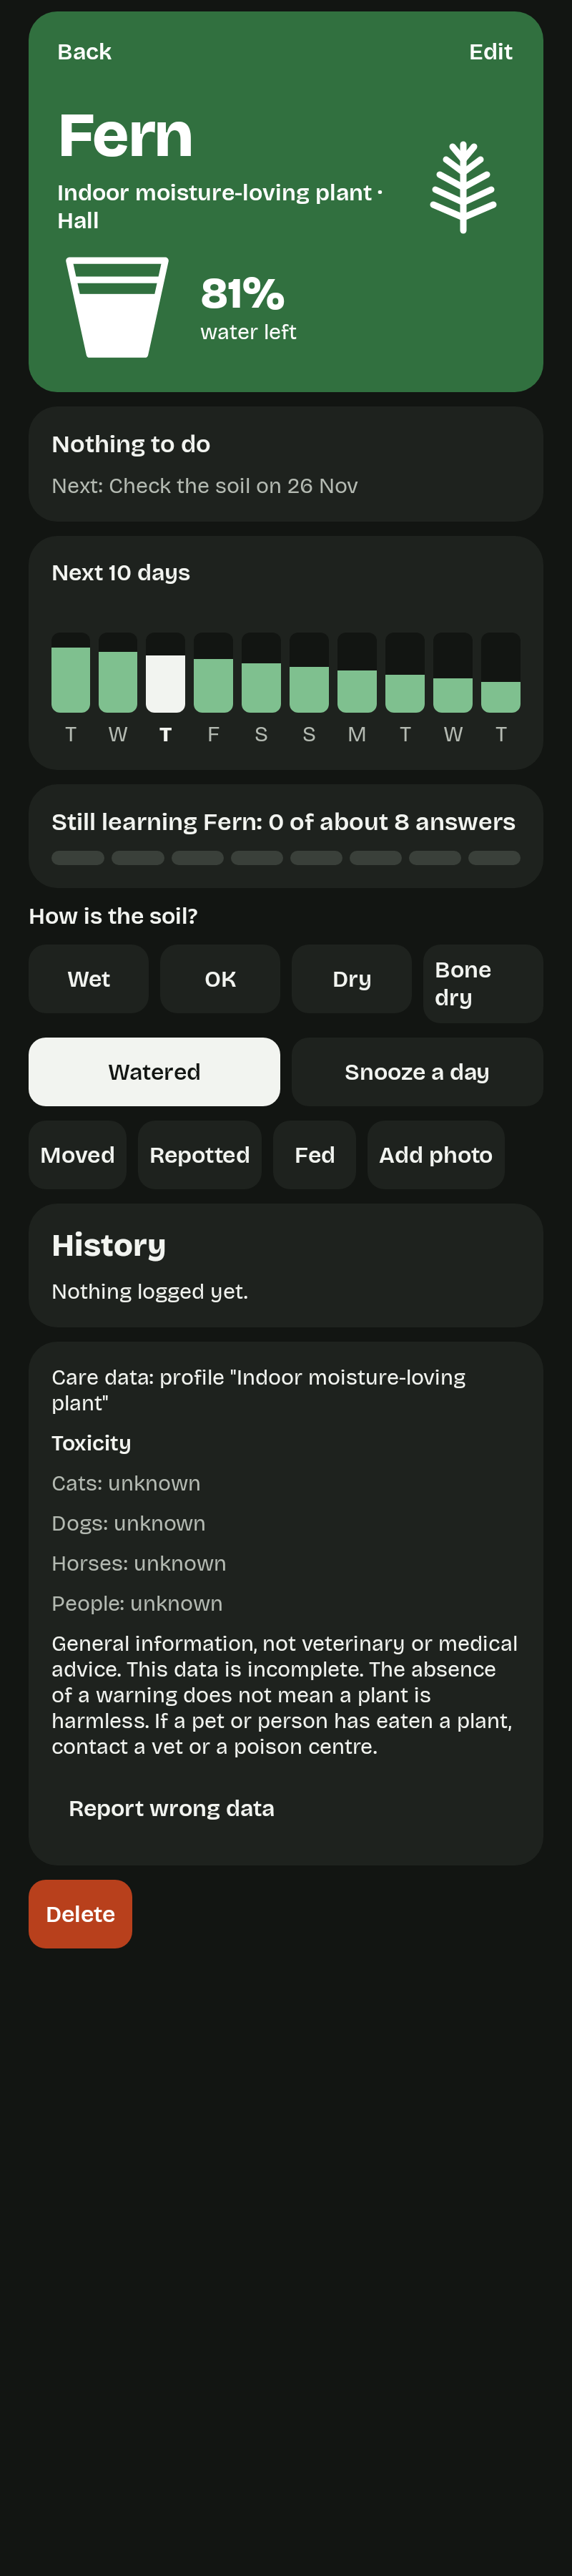 Back
Edit
Fern
Indoor moisture-loving plant ·
Hall
81%
water left
Nothing to do
Next: Check the soil on 26 Nov
Next 10 days
T W T F S S M T W T
Still learning Fern: 0 of about 8 answers
How is the soil?
Wet
OK
Dry
Bone
dry
Watered
Snooze a day
Moved
Repotted
Fed
Add photo
History
Nothing logged yet.
Care data: profile "Indoor moisture-loving
plant"
Toxicity
Cats: unknown
Dogs: unknown
Horses: unknown
People: unknown
General information, not veterinary or medical
advice. This data is incomplete. The absence
of a warning does not mean a plant is
harmless. If a pet or person has eaten a plant,
contact a vet or a poison centre.
Report wrong data
Delete